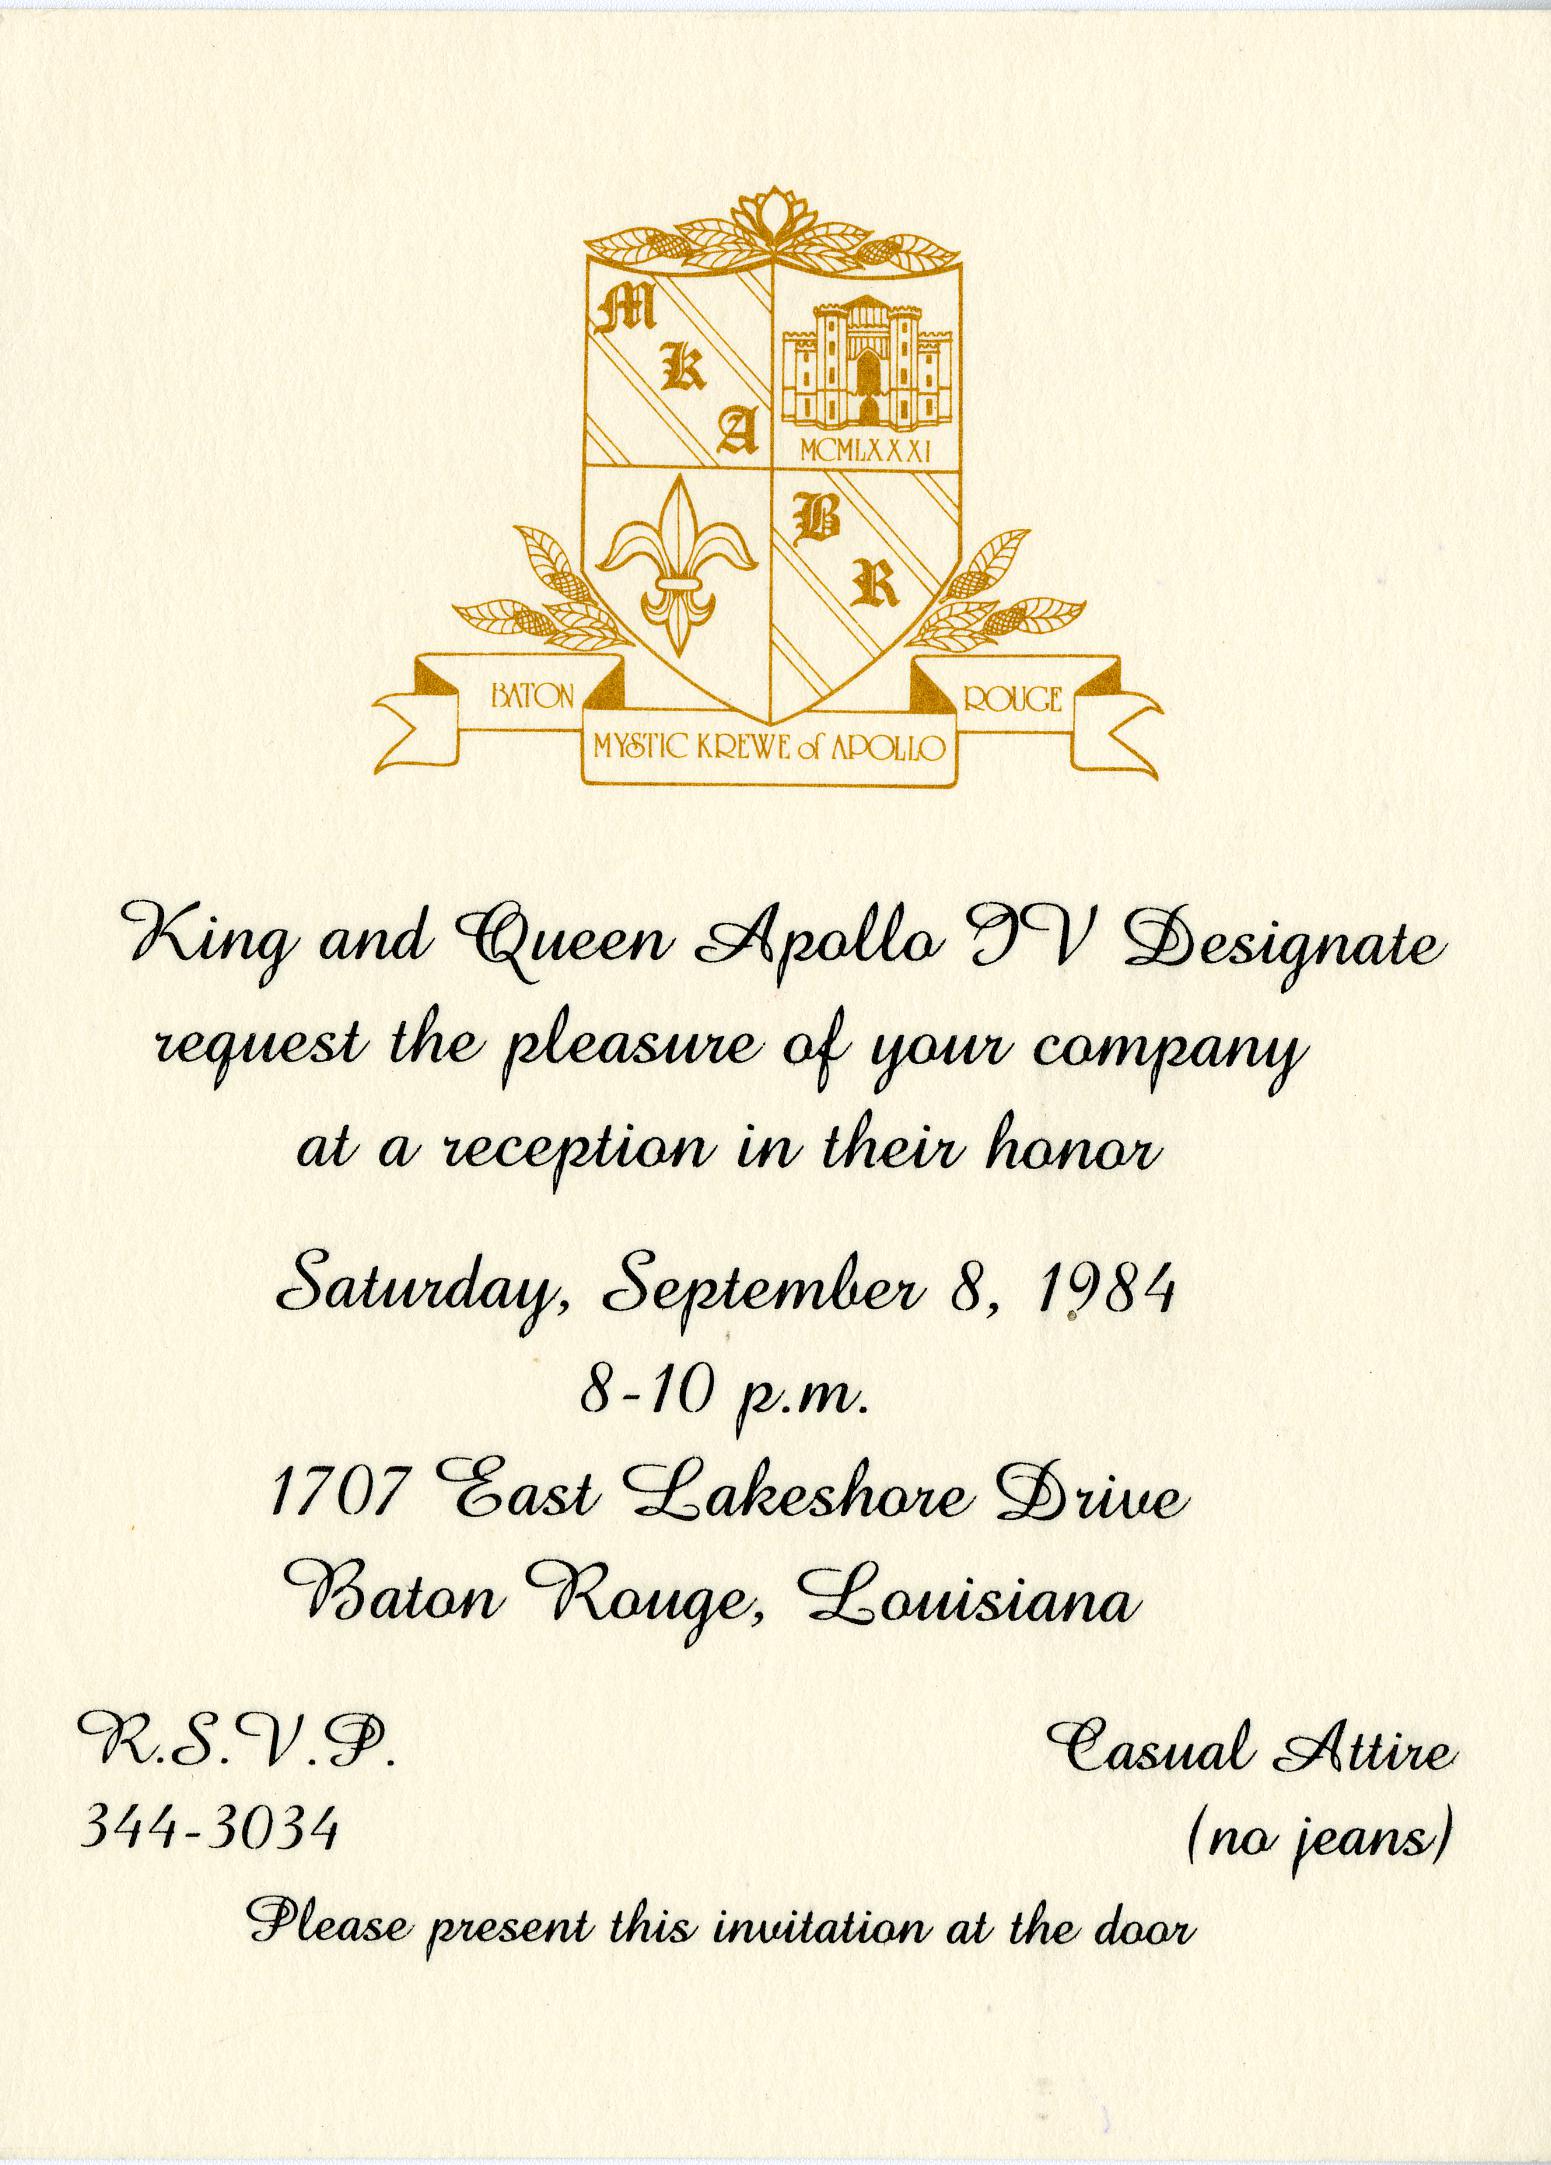 M
K
A
MCMLXXXI
B
R
BATON
ROUGE
MYSTIC KREWE of APOLLO
King and Queen Apollo IV Designate
request the pleasure of your company
at a reception in their honor
Saturday, September 8, 1984
8-10 p.m.
1707 East Lakeshore Drive
Baton Rouge, Louisiana
R.S.V.P.
344-3034
Casual Attire
(no jeans)
Please present this invitation at the door